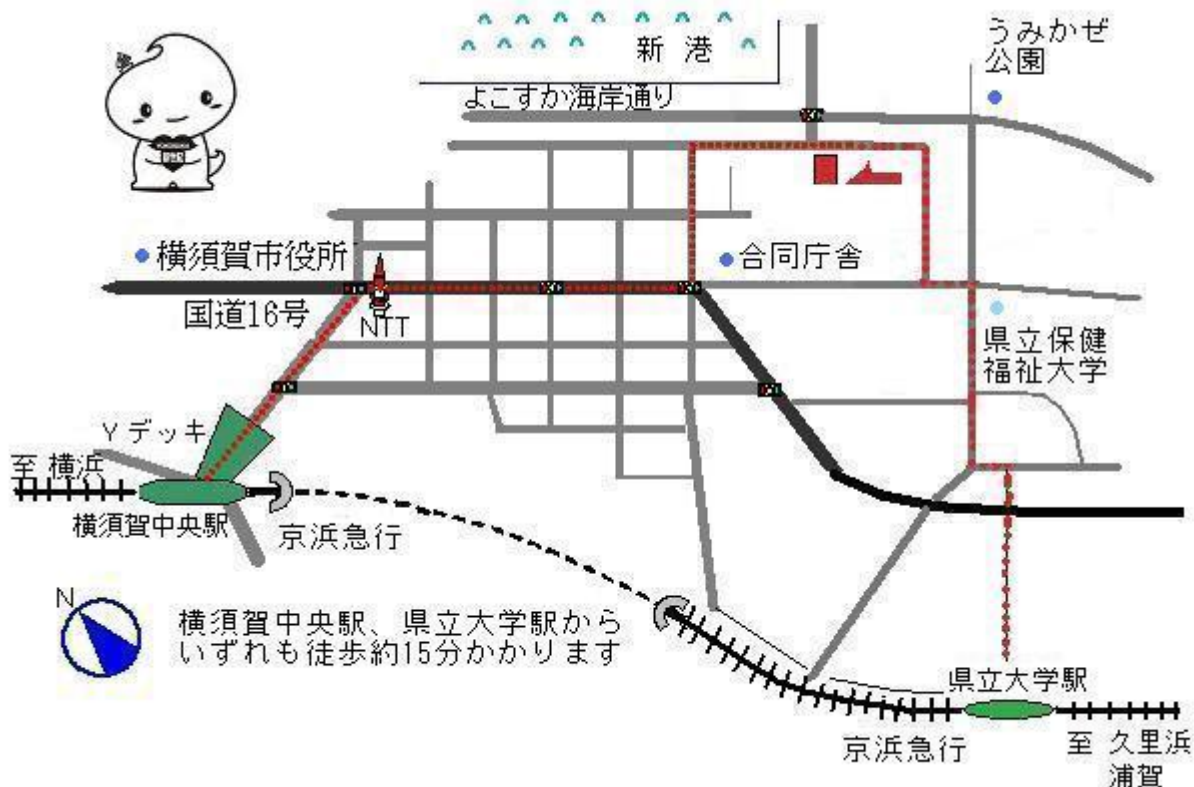 新 港
うみかぜ
公園
よこすか海岸通り
横須賀市役所
合同庁舎
国道16号
NTT
県立保健
福祉大学
Yデッキ
至 横浜
横須賀中央駅
京浜急行
N
横須賀中央駅、県立大学駅から
いずれも徒歩約15分かかります
県立大学駅
京浜急行
至 久里浜
浦賀